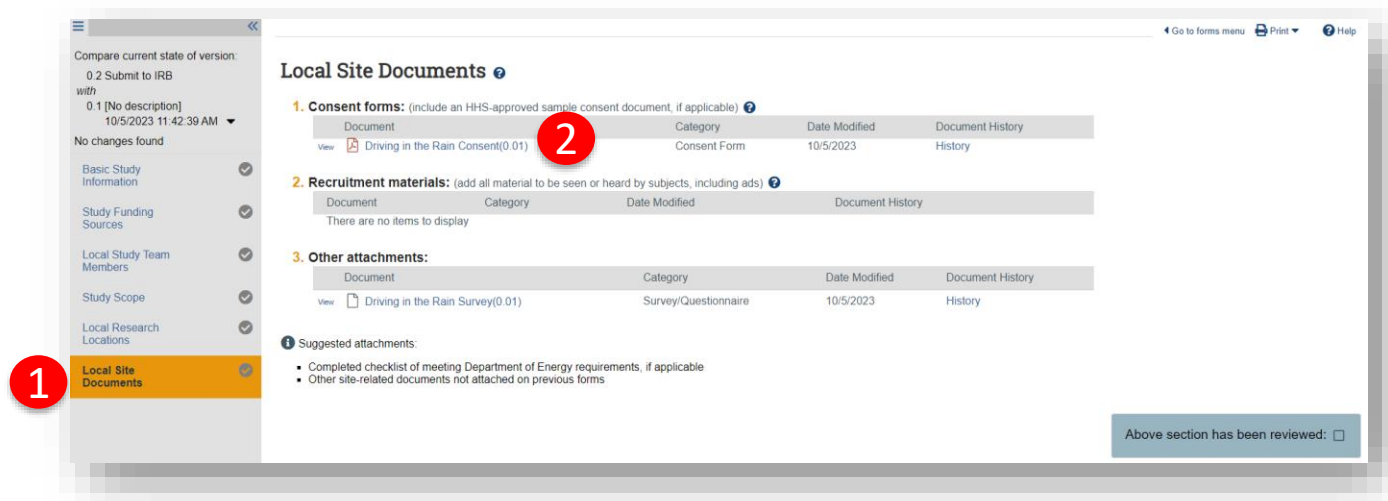 Go to forms menu Print Help
Compare current state of version:
0.2 Submit to IRB
with
0.1 [No description]
10/5/2023 11:42:39 AM
No changes found
Basic Study
Information
Study Funding
Sources
Local Study Team
Members
Study Scope
Local Research
Locations
1
Local Site
Documents
Local Site Documents ?
1. Consent forms: (include an HHS-approved sample consent document, if applicable) ?
Document Category Date Modified Document History
View Driving in the Rain Consent(0.01) Consent Form 10/5/2023 History
2
2. Recruitment materials: (add all material to be seen or heard by subjects, including ads) ?
Document Category Date Modified Document History
There are no items to display
3. Other attachments:
Document Category Date Modified Document History
View Driving in the Rain Survey(0.01) Survey/Questionnaire 10/5/2023 History
Suggested attachments:
Completed checklist of meeting Department of Energy requirements, if applicable
Other site-related documents not attached on previous forms
Above section has been reviewed: